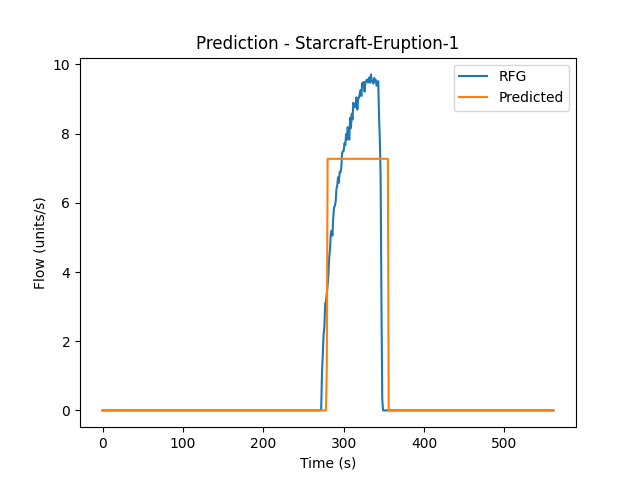 Prediction - Starcraft-Eruption-1
RFG
Predicted
Flow (units/s)
10
8
6
4
2
0
0 100 200 300 400 500
Time (s)